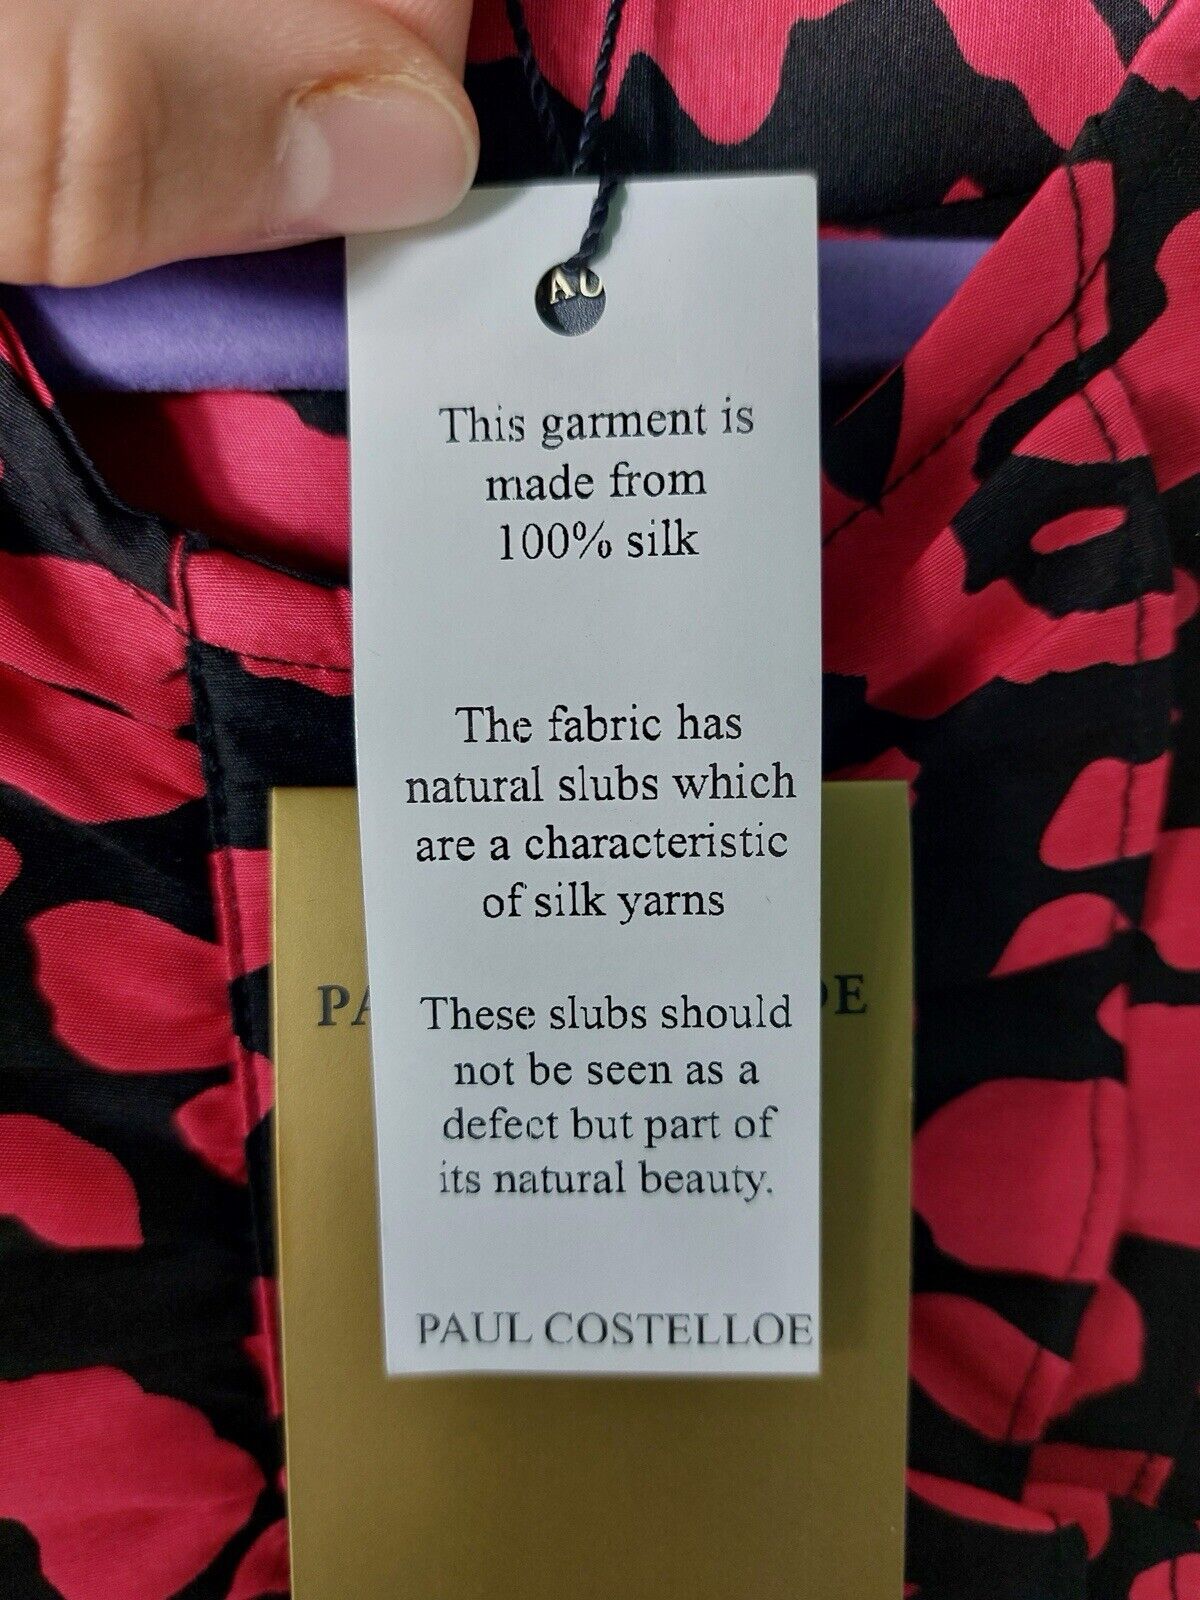 AU
This garment is
made from
100% silk
The fabric has
natural slubs which
are a characteristic
of silk yarns
These slubs should
not be seen as a
defect but part of
its natural beauty.
PAUL COSTELLOE